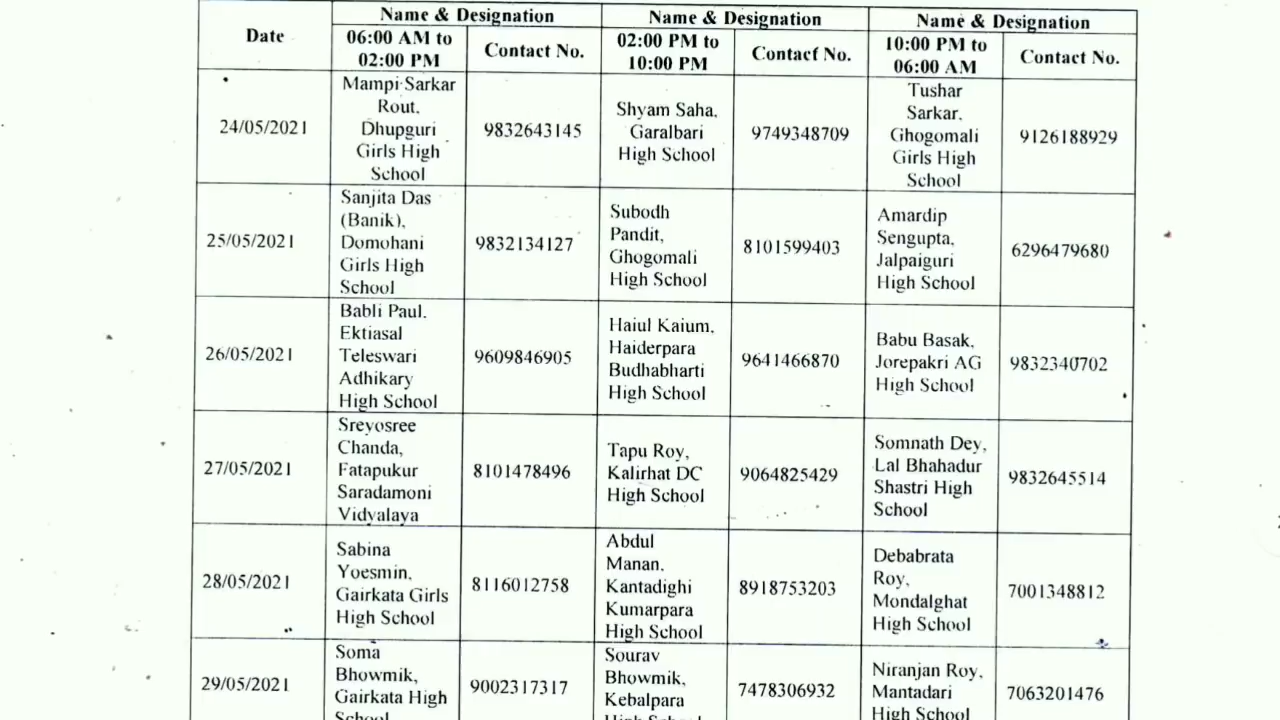 Date
Name & Designation
Name & Designation
Name & Designation
06:00 AM to
02:00 PM
Contact No.
02:00 PM to
10:00 PM
Contact No.
10:00 PM to
06:00 AM
Contact No.
24/05/2021
Mampi Sarkar
Rout,
Dhupguri
Girls High
School
9832643145
Shyam Saha,
Garalbari
High School
9749348709
Tushar
Sarkar,
Ghogomali
Girls High
School
9126188929
25/05/2021
Sanjita Das
(Banik),
Domohani
Girls High
School
9832134127
Subodh
Pandit,
Ghogomali
High School
8101599403
Amardip
Sengupta,
Jalpaiguri
High School
6296479680
26/05/2021
Babli Paul,
Ektiasal
Teleswari
Adhikary
High School
9609846905
Haiul Kaium,
Haiderpara
Budhabharti
High School
9641466870
Babu Basak,
Jorepakri AG
High School
9832340702
27/05/2021
Sreyosree
Chanda,
Fatapukur
Saradamoni
Vidyalaya
8101478496
Tapu Roy,
Kalirhat DC
High School
9064825429
Somnath Dey,
Lal Bhahadur
Shastri High
School
9832645514
28/05/2021
Sabina
Yoesmin,
Gairkata Girls
High School
8116012758
Abdul
Manan,
Kantadighi
Kumarpara
High School
8918753203
Debabrata
Roy,
Mondalghat
High School
7001348812
29/05/2021
Soma
Bhowmik,
Gairkata High
School
9002317317
Sourav
Bhowmik,
Kebalpara
High School
7478306932
Niranjan Roy,
Mantadari
High School
7063201476